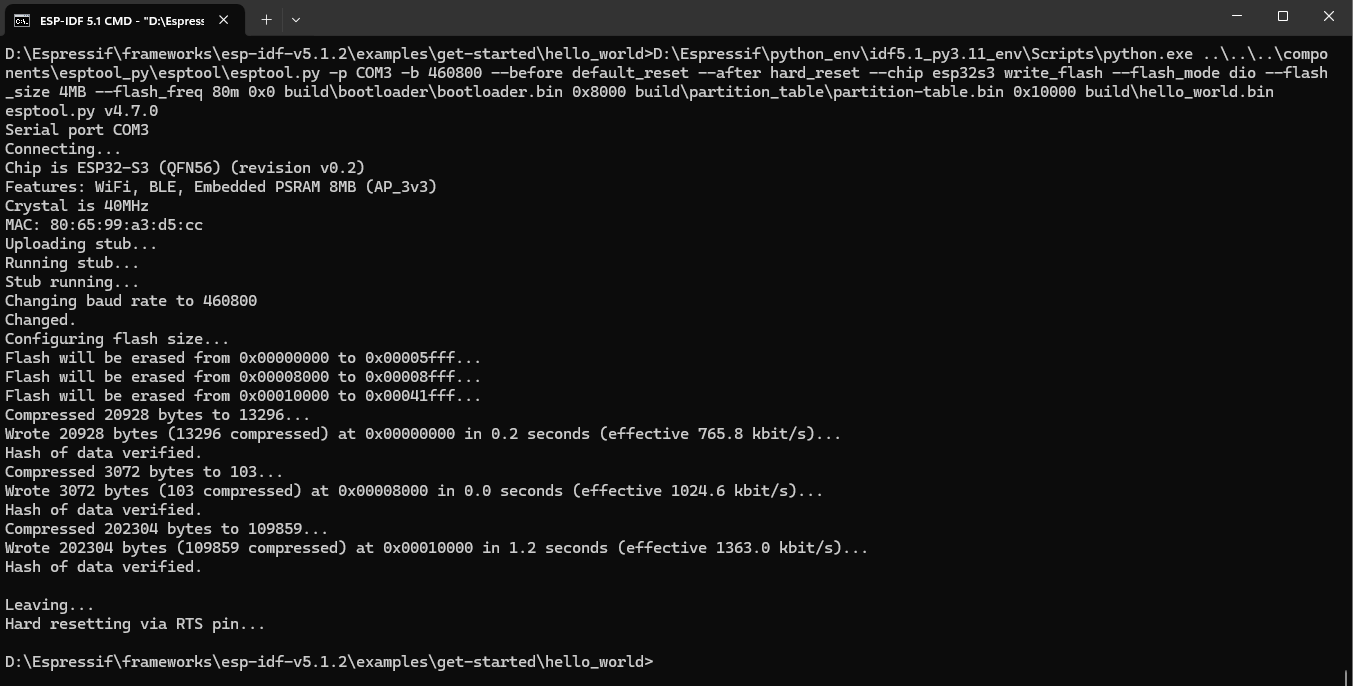 ESP-IDF 5.1 CMD - "D:\Espress
D:\Espressif\frameworks\esp-idf-v5.1.2\examples\get-started\hello_world>D:\Espressif\python_env\idf5.1_py3.11_env\Scripts\python.exe ..\..\..\compo
nents\esptool_py\esptool\esptool.py -p COM3 -b 460800 --before default_reset --after hard_reset --chip esp32s3 write_flash --flash_mode dio --flash
_size 4MB --flash_freq 80m 0x0 build\bootloader\bootloader.bin 0x8000 build\partition_table\partition-table.bin 0x10000 build\hello_world.bin
esptool.py v4.7.0
Serial port COM3
Connecting...
Chip is ESP32-S3 (QFN56) (revision v0.2)
Features: WiFi, BLE, Embedded PSRAM 8MB (AP_3v3)
Crystal is 40MHz
MAC: 80:65:99:a3:d5:cc
Uploading stub...
Running stub...
Stub running...
Changing baud rate to 460800
Changed.
Configuring flash size...
Flash will be erased from 0x00000000 to 0x00005fff...
Flash will be erased from 0x00008000 to 0x00008fff...
Flash will be erased from 0x00010000 to 0x00041fff...
Compressed 20928 bytes to 13296...
Wrote 20928 bytes (13296 compressed) at 0x00000000 in 0.2 seconds (effective 765.8 kbit/s)...
Hash of data verified.
Compressed 3072 bytes to 103...
Wrote 3072 bytes (103 compressed) at 0x00008000 in 0.0 seconds (effective 1024.6 kbit/s)...
Hash of data verified.
Compressed 202304 bytes to 109859...
Wrote 202304 bytes (109859 compressed) at 0x00010000 in 1.2 seconds (effective 1363.0 kbit/s)...
Hash of data verified.
Leaving...
Hard resetting via RTS pin...
D:\Espressif\frameworks\esp-idf-v5.1.2\examples\get-started\hello_world>